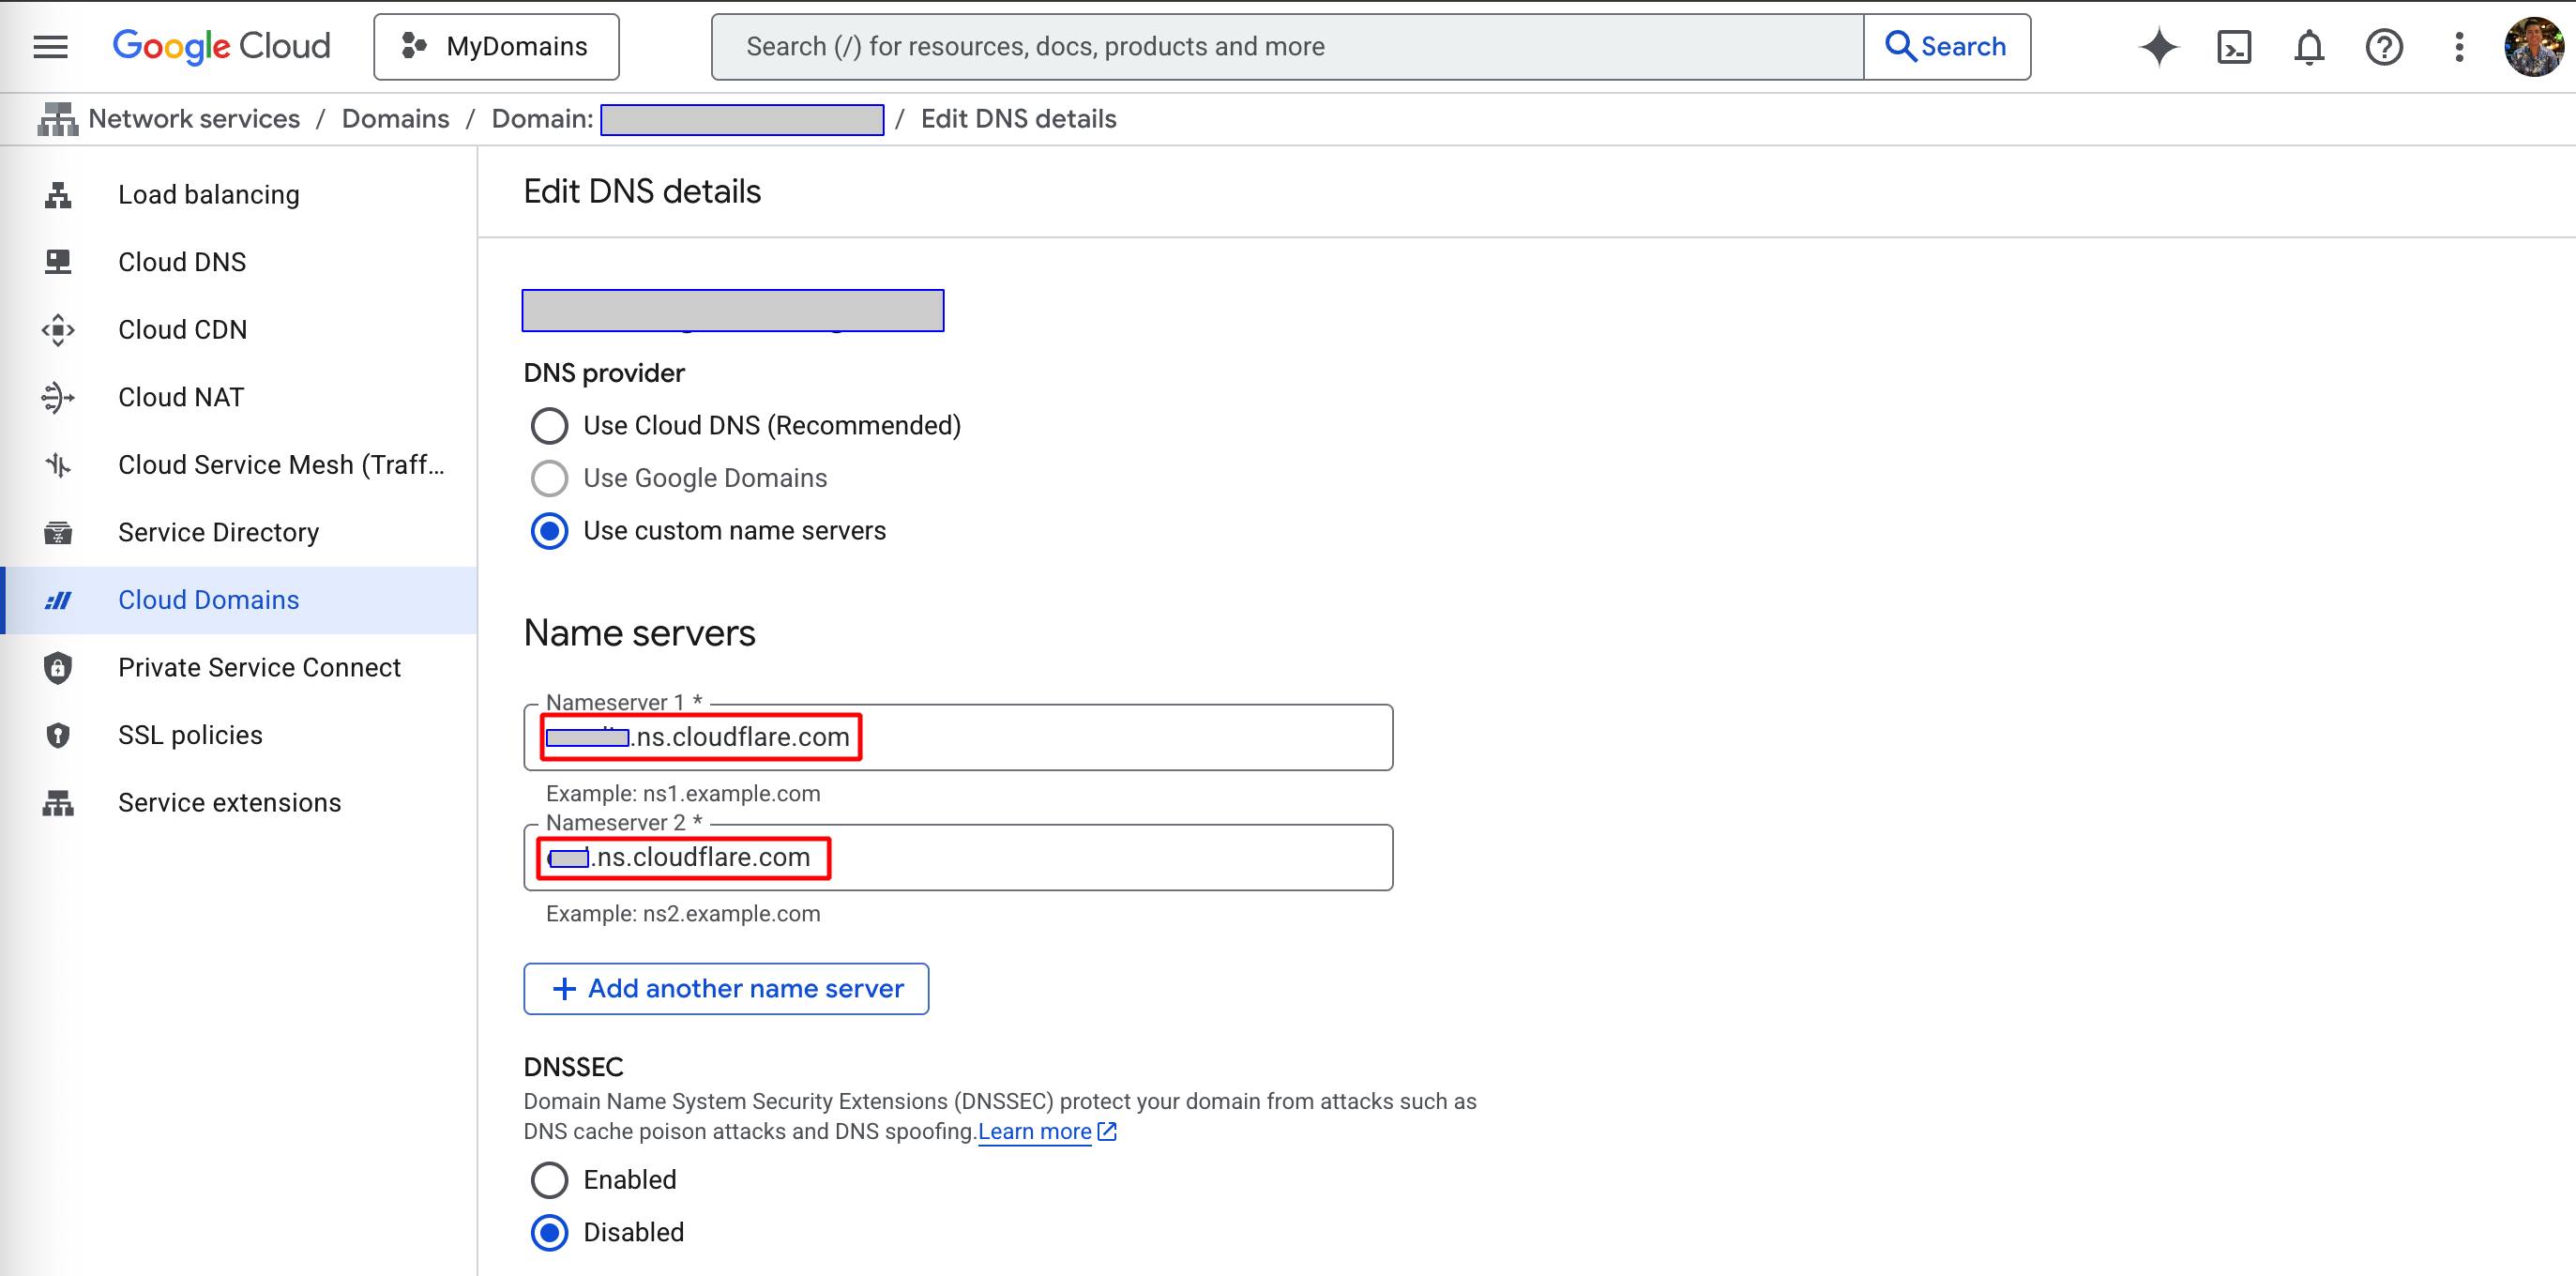 Google Cloud
MyDomains
Search (/) for resources, docs, products and more
Search
Network services / Domains / Domain: / Edit DNS details
Load balancing
Cloud DNS
Cloud CDN
Cloud NAT
Cloud Service Mesh (Traff...
Service Directory
Cloud Domains
Private Service Connect
SSL policies
Service extensions
Edit DNS details
DNS provider
Use Cloud DNS (Recommended)
Use Google Domains
Use custom name servers
Name servers
Nameserver 1 *
.ns.cloudflare.com
Example: ns1.example.com
Nameserver 2 *
.ns.cloudflare.com
Example: ns2.example.com
+ Add another name server
DNSSEC
Domain Name System Security Extensions (DNSSEC) protect your domain from attacks such as
DNS cache poison attacks and DNS spoofing.Learn more
Enabled
Disabled